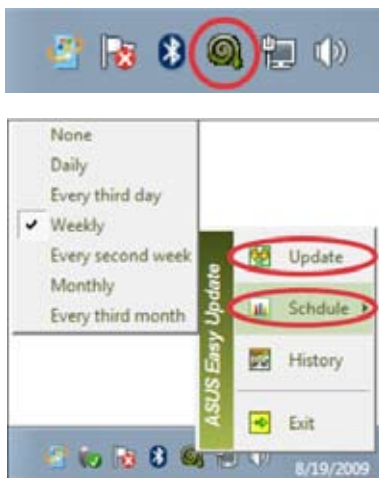 None
Daily
Every third day
Weekly
Every second week
Monthly
Every third month
ASUS Easy Update
Update
Schdule
History
Exit
8/19/2009